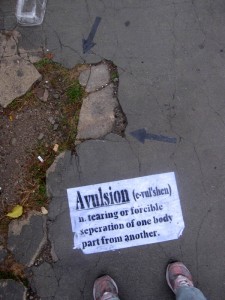 Avulsion (e-vul'shen)
n. tearing or forcible
seperation of one body
part from another.